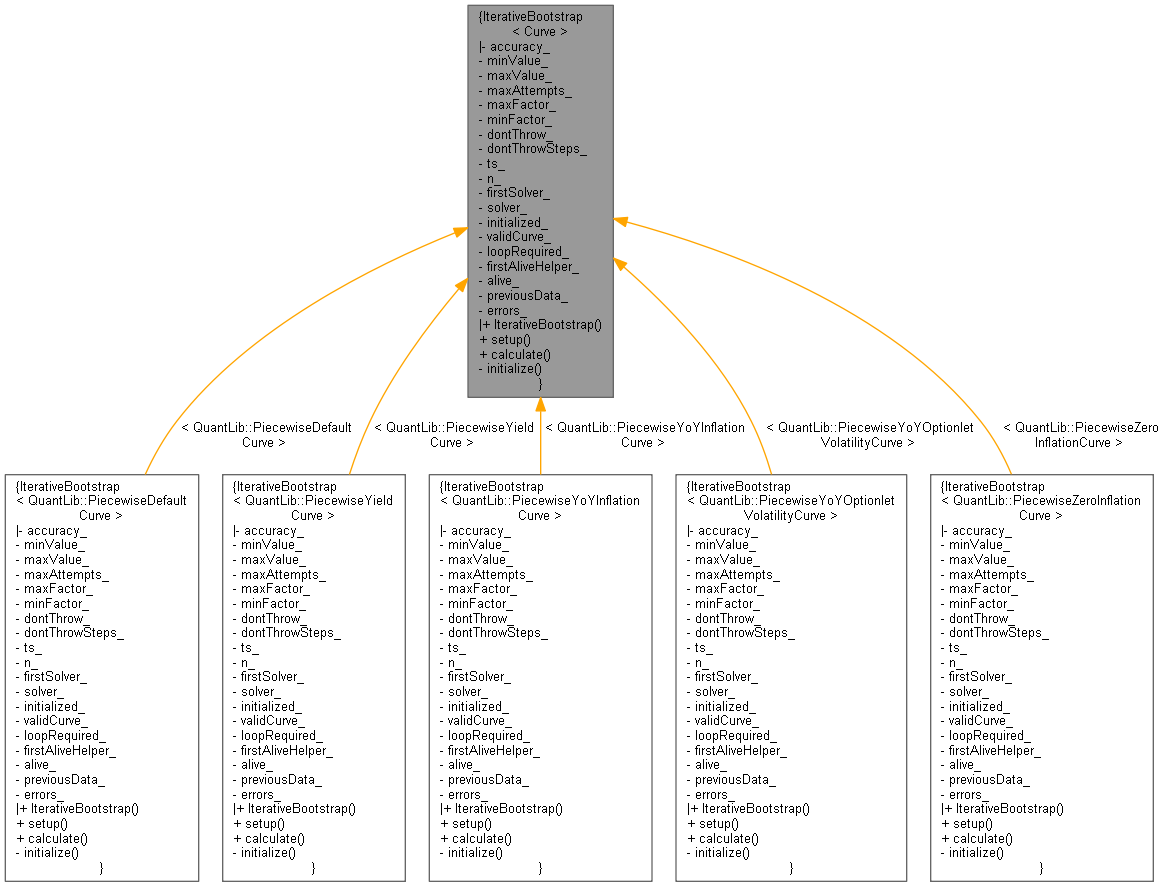 {IterativeBootstrap
< Curve >
|- accuracy_
- minValue_
- maxValue_
- maxAttempts_
- maxFactor_
- minFactor_
- dontThrow_
- dontThrowSteps_
- ts_
- n_
- firstSolver_
- solver_
- initialized_
- validCurve_
- loopRequired_
- firstAliveHelper_
- alive_
- previousData_
- errors_
|+ IterativeBootstrap()
+ setup()
+ calculate()
- initialize()
}
< QuantLib::PiecewiseDefault
Curve >
< QuantLib::PiecewiseYield
Curve >
< QuantLib::PiecewiseYoYInflation
Curve >
< QuantLib::PiecewiseYoYOptionlet
VolatilityCurve >
< QuantLib::PiecewiseZero
InflationCurve >
{IterativeBootstrap
< QuantLib::PiecewiseDefault
Curve >
|- accuracy_
- minValue_
- maxValue_
- maxAttempts_
- maxFactor_
- minFactor_
- dontThrow_
- dontThrowSteps_
- ts_
- n_
- firstSolver_
- solver_
- initialized_
- validCurve_
- loopRequired_
- firstAliveHelper_
- alive_
- previousData_
- errors_
|+ IterativeBootstrap()
+ setup()
+ calculate()
- initialize()
}
{IterativeBootstrap
< QuantLib::PiecewiseYield
Curve >
|- accuracy_
- minValue_
- maxValue_
- maxAttempts_
- maxFactor_
- minFactor_
- dontThrow_
- dontThrowSteps_
- ts_
- n_
- firstSolver_
- solver_
- initialized_
- validCurve_
- loopRequired_
- firstAliveHelper_
- alive_
- previousData_
- errors_
|+ IterativeBootstrap()
+ setup()
+ calculate()
- initialize()
}
{IterativeBootstrap
< QuantLib::PiecewiseYoYInflation
Curve >
|- accuracy_
- minValue_
- maxValue_
- maxAttempts_
- maxFactor_
- minFactor_
- dontThrow_
- dontThrowSteps_
- ts_
- n_
- firstSolver_
- solver_
- initialized_
- validCurve_
- loopRequired_
- firstAliveHelper_
- alive_
- previousData_
- errors_
|+ IterativeBootstrap()
+ setup()
+ calculate()
- initialize()
}
{IterativeBootstrap
< QuantLib::PiecewiseYoYOptionlet
VolatilityCurve >
|- accuracy_
- minValue_
- maxValue_
- maxAttempts_
- maxFactor_
- minFactor_
- dontThrow_
- dontThrowSteps_
- ts_
- n_
- firstSolver_
- solver_
- initialized_
- validCurve_
- loopRequired_
- firstAliveHelper_
- alive_
- previousData_
- errors_
|+ IterativeBootstrap()
+ setup()
+ calculate()
- initialize()
}
{IterativeBootstrap
< QuantLib::PiecewiseZeroInflation
Curve >
|- accuracy_
- minValue_
- maxValue_
- maxAttempts_
- maxFactor_
- minFactor_
- dontThrow_
- dontThrowSteps_
- ts_
- n_
- firstSolver_
- solver_
- initialized_
- validCurve_
- loopRequired_
- firstAliveHelper_
- alive_
- previousData_
- errors_
|+ IterativeBootstrap()
+ setup()
+ calculate()
- initialize()
}